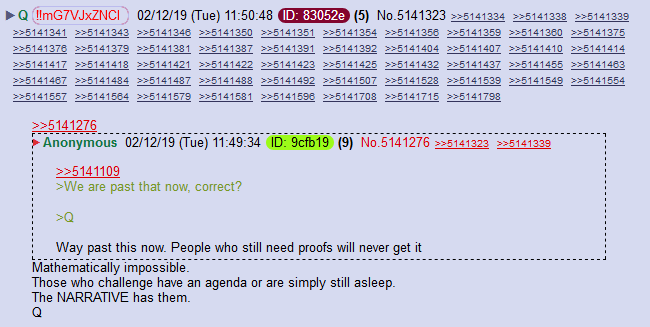 Q !!mG7VJxZNCI 02/12/19 (Tue) 11:50:48 ID: 83052e (5) No.5141323 >>5141334 >>5141338 >>5141339
>>5141341 >>5141343 >>5141346 >>5141350 >>5141351 >>5141354 >>5141356 >>5141359 >>5141360 >>5141375
>>5141376 >>5141379 >>5141381 >>5141387 >>5141391 >>5141392 >>5141404 >>5141407 >>5141410 >>5141414
>>5141417 >>5141418 >>5141421 >>5141422 >>5141423 >>5141425 >>5141432 >>5141437 >>5141455 >>5141463
>>5141467 >>5141484 >>5141487 >>5141488 >>5141492 >>5141507 >>5141528 >>5141539 >>5141549 >>5141554
>>5141557 >>5141564 >>5141579 >>5141581 >>5141596 >>5141708 >>5141715 >>5141798
>>5141276
Anonymous 02/12/19 (Tue) 11:49:34 ID: 9cfb19 (9) No.5141276 >>5141323 >>5141339
>>5141109
>We are past that now, correct?
>Q
Way past this now. People who still need proofs will never get it
Mathematically impossible.
Those who challenge have an agenda or are simply still asleep.
The NARRATIVE has them.
Q